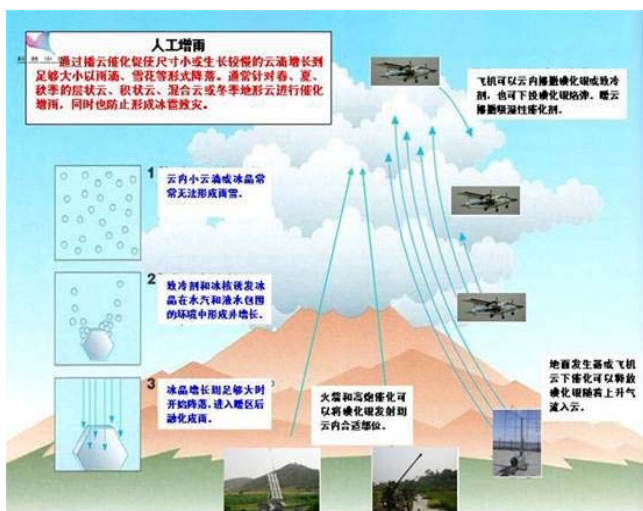 人工增雨
通过播云催化促使尺寸小或生长较慢的云滴增长到
足够大小以雨滴、雪花等形式降落。通常针对春、夏、
秋季的层状云、积状云、混合云或冬季地形云进行催化
增雨，同时也防止形成冰雹致灾。
飞机可以云内播撒碘化银或致冷
剂，也可下投碘化银焰弹。暖云
播撒吸湿性催化剂。
1
云内小云滴或冰晶常
常无法形成雨雪。
2
致冷剂和冰核诱发冰
晶在水汽和液水包围
的环境中形成并增长。
3
冰晶增长到足够大时
开始降落，进入暖区后
融化成雨。
火箭和高炮催化可
以将碘化银发射到
云内合适部位。
地面发生器或飞机
云下催化可以释放
碘化银随着上升气
流入云。